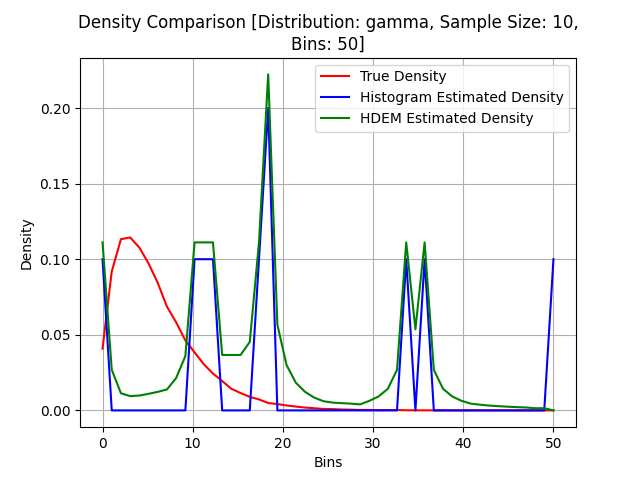 Density Comparison [Distribution: gamma, Sample Size: 10,
Bins: 50]
True Density
Histogram Estimated Density
HDEM Estimated Density
Density
0.20
0.15
0.10
0.05
0.00
0 10 20 30 40 50
Bins